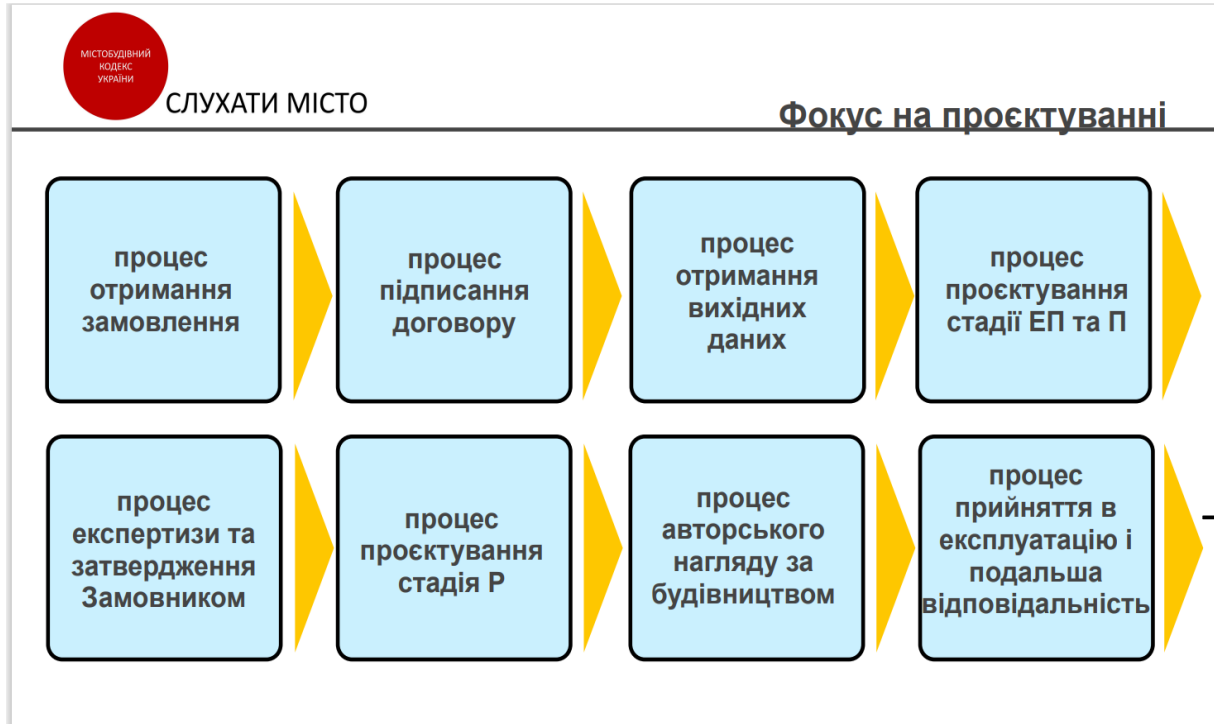 МІСТОБУДІВНИЙ
КОДЕКС
УКРАЇНИ
СЛУХАТИ МІСТО
Фокус на проєктуванні
процес
отримання
замовлення
процес
підписання
договору
процес
отримання
вихідних
даних
процес
проєктування
стадії ЕП та П
процес
експертизи та
затвердження
Замовником
процес
проєктування
стадія Р
процес
авторського
нагляду за
будівництвом
процес
прийняття в
експлуатацію і
подальша
відповідальність